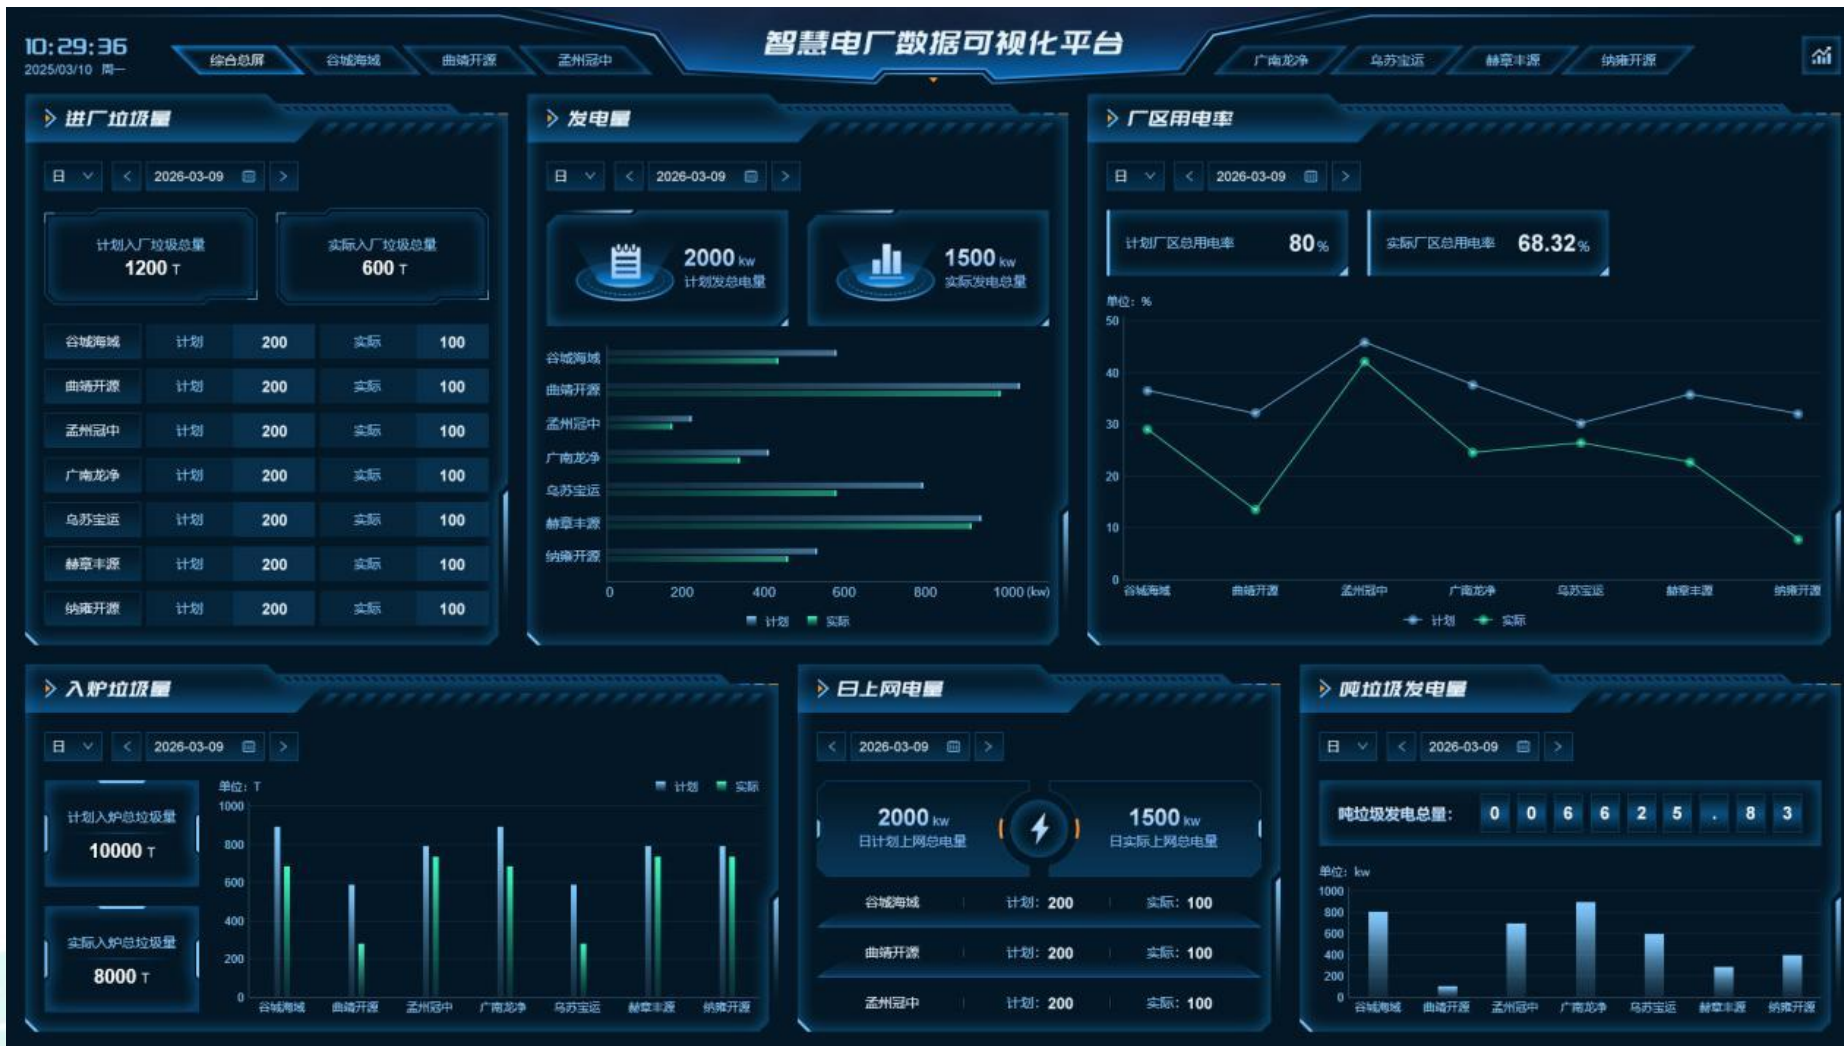 智慧电厂数据可视化平台
10:29:36
2025/03/10 周一
综合总屏 谷城海域 曲靖开源 孟州冠中
广南龙净 乌苏宝运 赫章丰源 纳雍开源
进厂垃圾量
日 2026-03-09
计划入厂垃圾总量
1200 T
实际入厂垃圾总量
600 T
谷城海域 计划 200 实际 100
曲靖开源 计划 200 实际 100
孟州冠中 计划 200 实际 100
广南龙净 计划 200 实际 100
乌苏宝运 计划 200 实际 100
赫章丰源 计划 200 实际 100
纳雍开源 计划 200 实际 100
发电量
日 2026-03-09
2000 kw
计划发总电量
1500 kw
实际发电总量
谷城海域
曲靖开源
孟州冠中
广南龙净
乌苏宝运
赫章丰源
纳雍开源
0 200 400 600 800 1000 (kw)
计划 实际
厂区用电率
日 2026-03-09
计划厂区总用电率 80 %
实际厂区总用电率 68.32 %
单位：%
50
40
30
20
10
0
谷城海域 曲靖开源 孟州冠中 广南龙净 乌苏宝运 赫章丰源 纳雍开源
计划 实际
入炉垃圾量
日 2026-03-09
计划入炉总垃圾量
10000 T
实际入炉总垃圾量
8000 T
单位：T
计划 实际
1000
800
600
400
200
0
谷城海域 曲靖开源 孟州冠中 广南龙净 乌苏宝运 赫章丰源 纳雍开源
日上网电量
2026-03-09
2000 kw
日计划上网总电量
1500 kw
日实际上网总电量
谷城海域 计划：200 实际：100
曲靖开源 计划：200 实际：100
孟州冠中 计划：200 实际：100
吨垃圾发电量
日 2026-03-09
吨垃圾发电总量： 0 0 6 6 2 5 . 8 3
单位：kw
1000
800
600
400
200
0
谷城海域 曲靖开源 孟州冠中 广南龙净 乌苏宝运 赫章丰源 纳雍开源